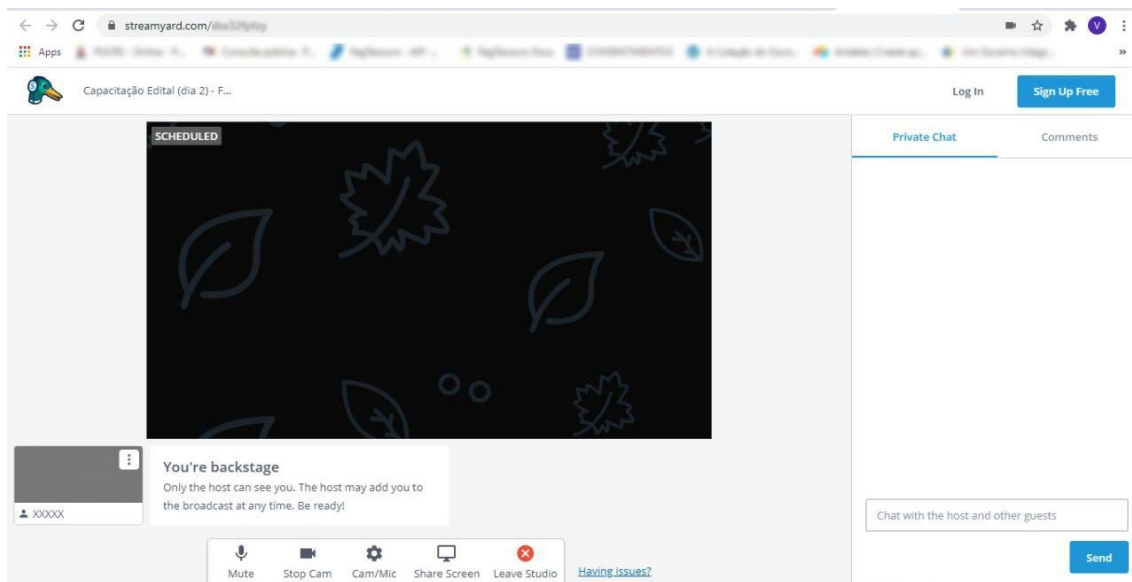 streamyard.com/
V
Apps
Capacitação Edital (dia 2) - F...
Log In
Sign Up Free
SCHEDULED
Private Chat
Comments
You're backstage
Only the host can see you. The host may add you to
the broadcast at any time. Be ready!
XXXXX
Chat with the host and other guests
Send
Mute
Stop Cam
Cam/Mic
Share Screen
Leave Studio
Having issues?